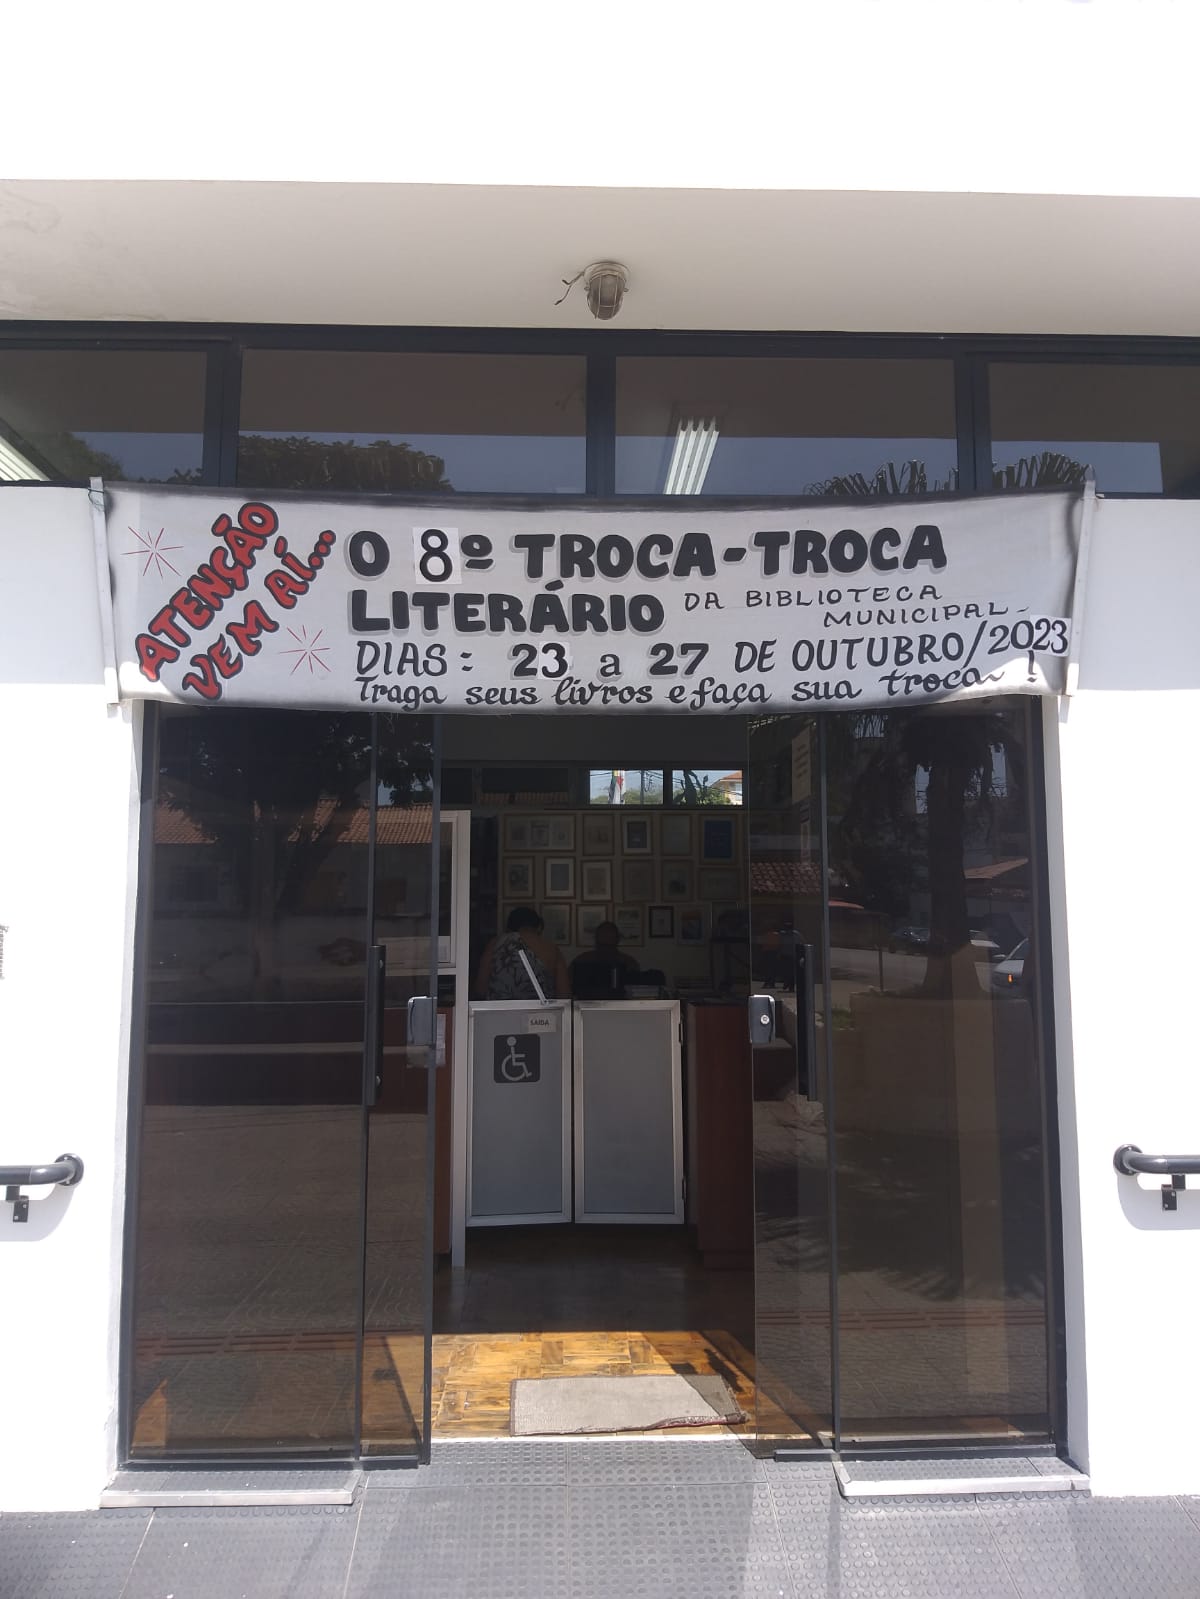 ATENÇÃO
VEM AÍ...
O 8º TROCA-TROCA
LITERÁRIO DA BIBLIOTECA
MUNICIPAL-
DIAS: 23 a 27 DE OUTUBRO/2023
Traga seus livros e faça sua troca!
SAÍDA